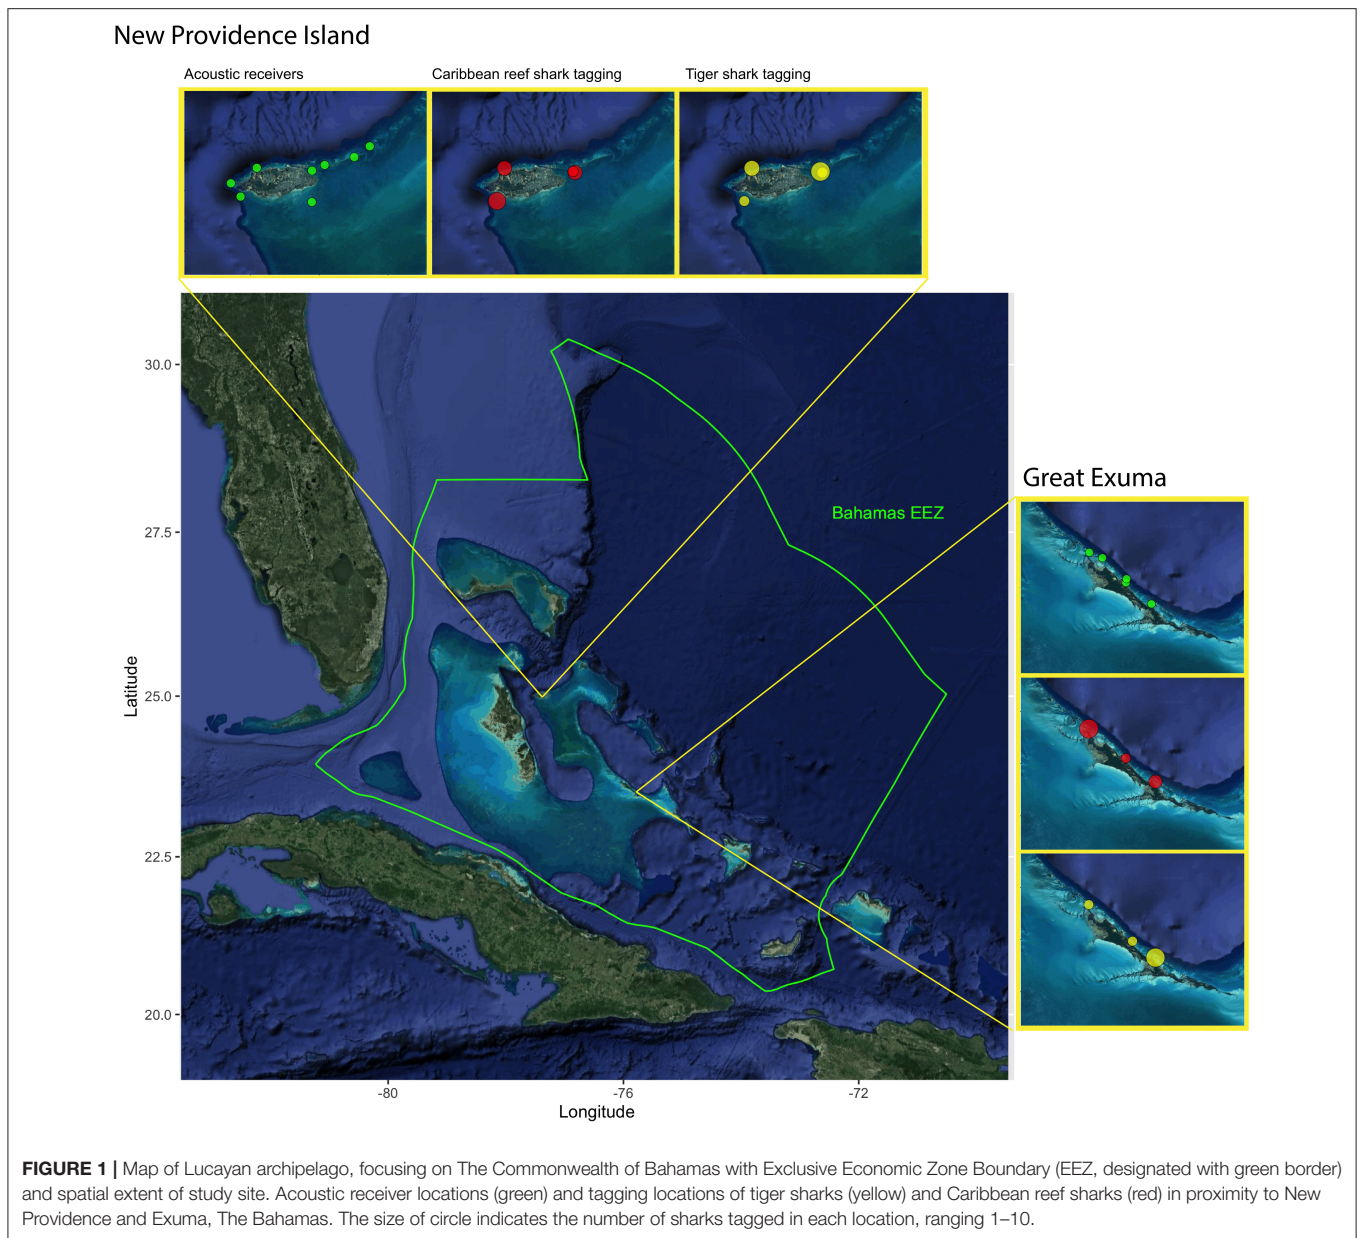 New Providence Island
Acoustic receivers
Caribbean reef shark tagging
Tiger shark tagging
30.0
Great Exuma
Bahamas EEZ
27.5
Latitude
25.0
22.5
20.0
-80
-76
-72
Longitude
FIGURE 1 | Map of Lucayan archipelago, focusing on The Commonwealth of Bahamas with Exclusive Economic Zone Boundary (EEZ, designated with green border)
and spatial extent of study site. Acoustic receiver locations (green) and tagging locations of tiger sharks (yellow) and Caribbean reef sharks (red) in proximity to New
Providence and Exuma, The Bahamas. The size of circle indicates the number of sharks tagged in each location, ranging 1–10.